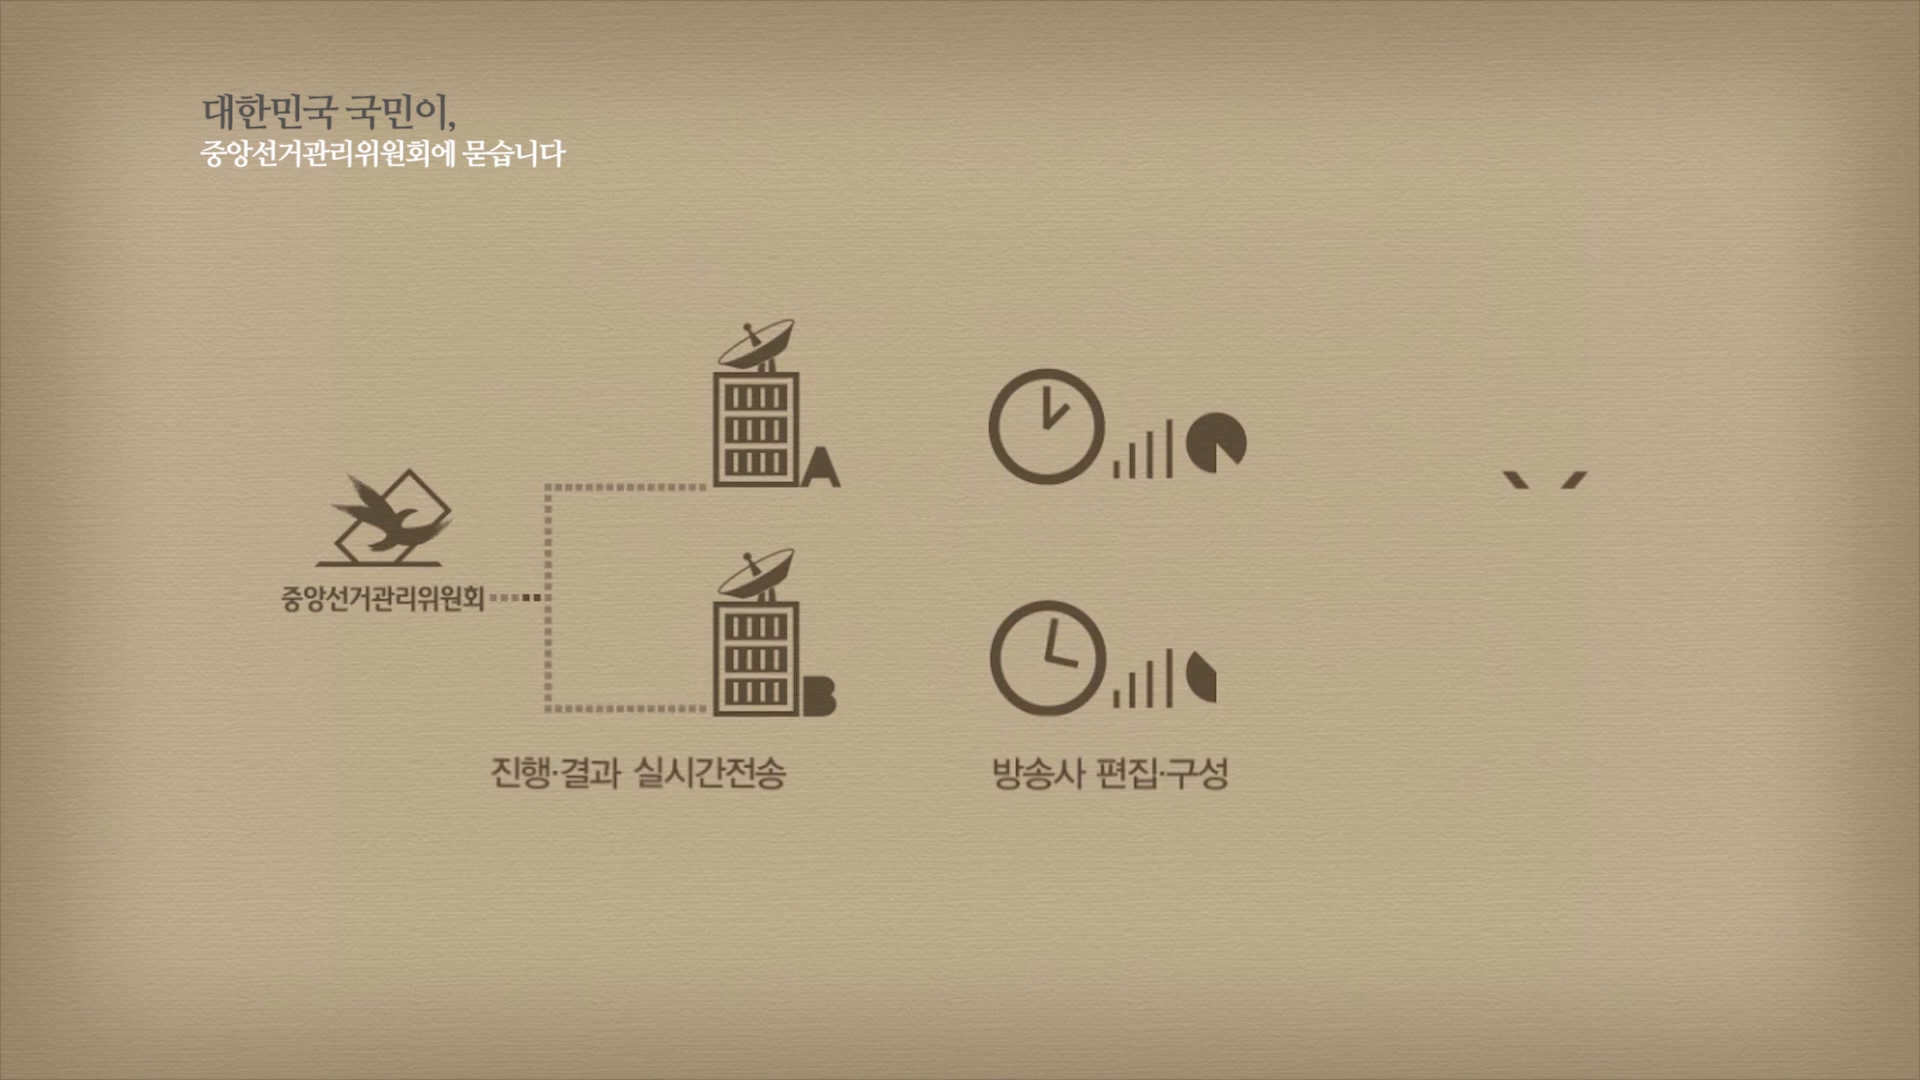 대한민국 국민이,
중앙선거관리위원회에 묻습니다
A
중앙선거관리위원회
B
진행·결과 실시간전송
방송사 편집·구성